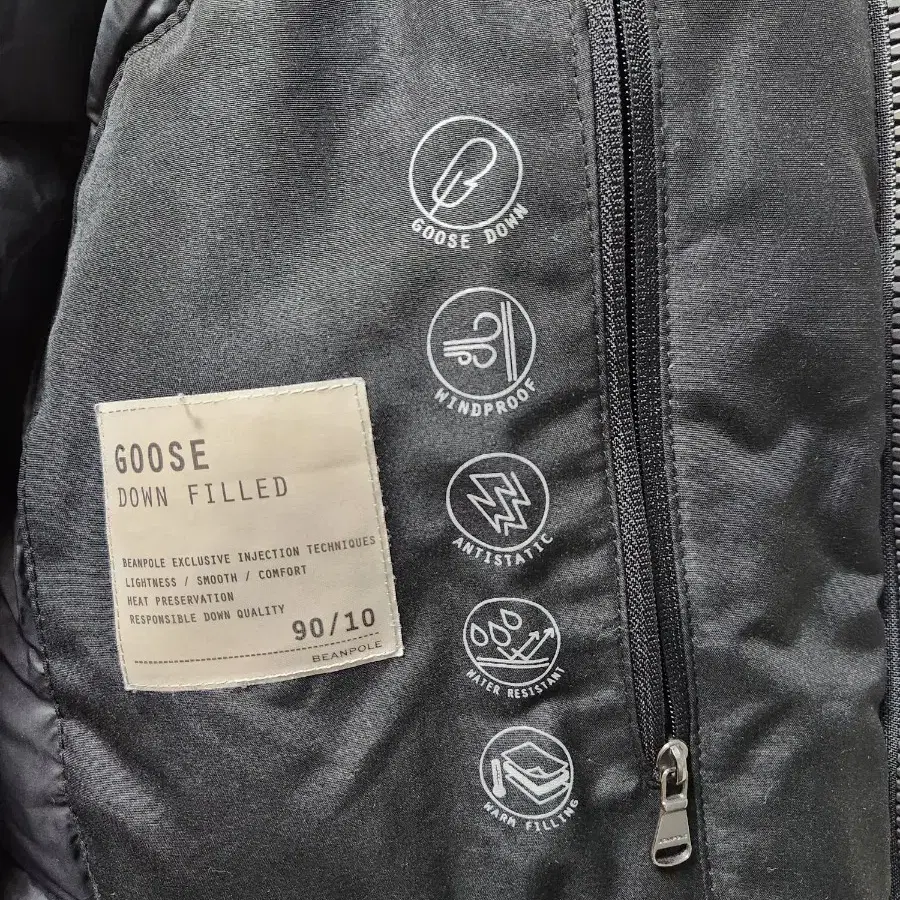 GOOSE DOWN
WINDPROOF
ANTISTATIC
WATER RESISTANT
WARM FILLING
GOOSE
DOWN FILLED
BEANPOLE EXCLUSIVE INJECTION TECHNIQUES
LIGHTNESS / SMOOTH / COMFORT
HEAT PRESERVATION
RESPONSIBLE DOWN QUALITY
90/10
BEANPOLE